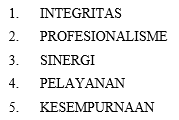 1. INTEGRITAS
2. PROFESIONALISME
3. SINERGI
4. PELAYANAN
5. KESEMPURNAAN